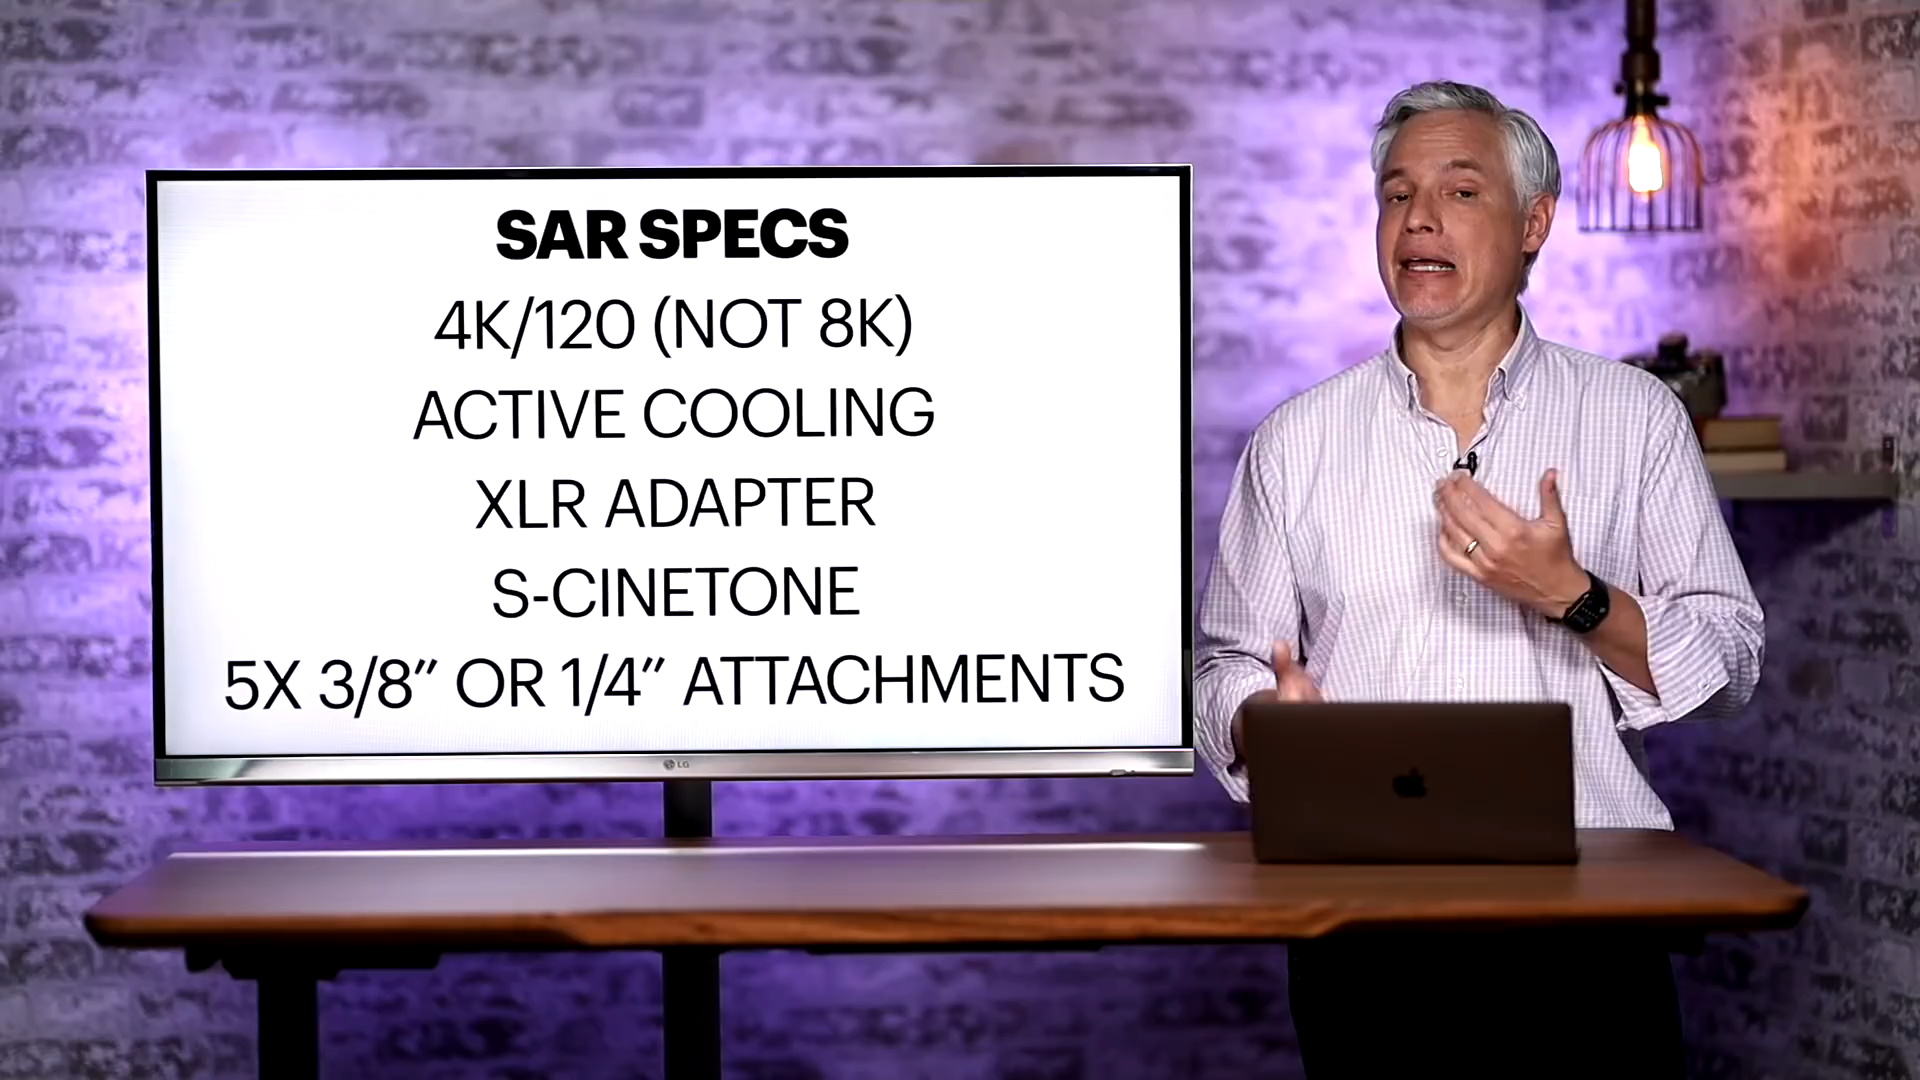 SAR SPECS
4K/120 (NOT 8K)
ACTIVE COOLING
XLR ADAPTER
S-CINETONE
5X 3/8” OR 1/4” ATTACHMENTS
LG